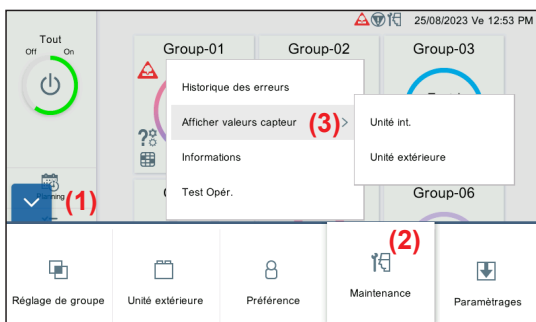 25/08/2023 Ve 12:53 PM
Tout
Off On
Group-01
Group-02
Group-03
Historique des erreurs
Afficher valeurs capteur (3) >
Unité int.
Informations
Unité extérieure
Test Opér.
(1)
Group-06
(2)
Réglage de groupe
Unité extérieure
Préférence
Maintenance
Paramètrages